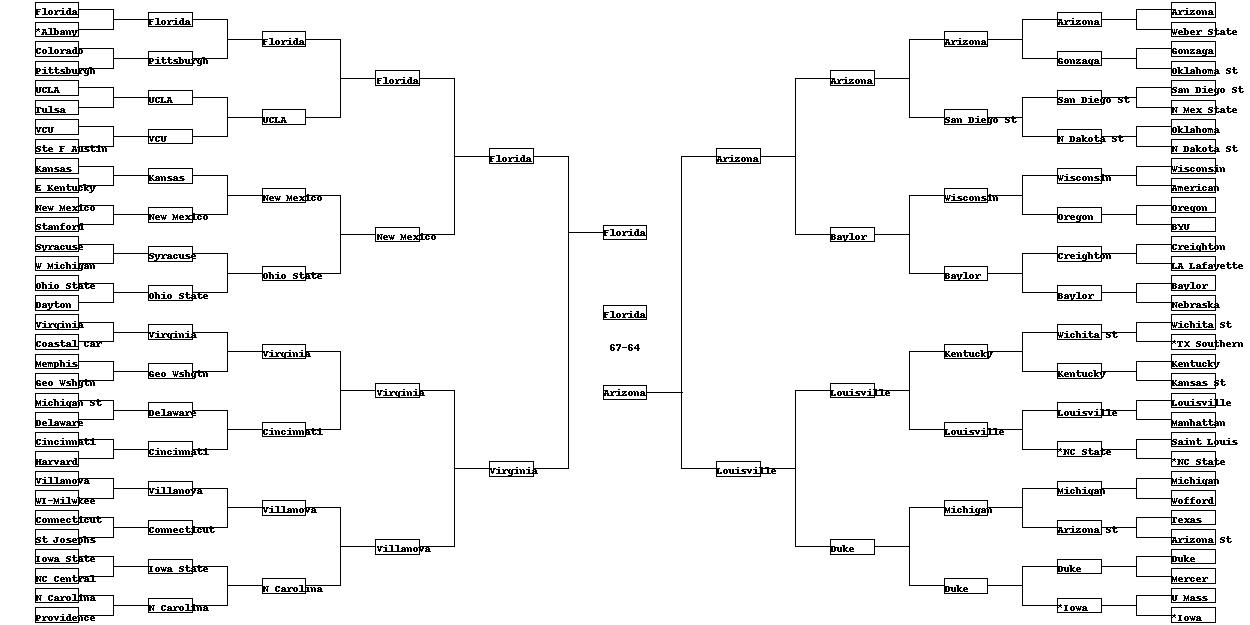 Florida
*Albany
Colorado
Pittsburgh
UCLA
Tulsa
VCU
Ste F Austin
Kansas
E Kentucky
New Mexico
Stanford
Syracuse
W Michigan
Ohio State
Dayton
Virginia
Coastal Car
Memphis
Geo Wshgtn
Michigan St
Delaware
Cincinnati
Harvard
Villanova
WI-Milwkee
Connecticut
St Josephs
Iowa State
NC Central
N Carolina
Providence
Florida
Pittsburgh
UCLA
VCU
Kansas
New Mexico
Syracuse
Ohio State
Virginia
Geo Wshgtn
Delaware
Cincinnati
Villanova
Connecticut
Iowa State
N Carolina
Florida
UCLA
New Mexico
Ohio State
Virginia
Cincinnati
Villanova
N Carolina
Florida
New Mexico
Virginia
Villanova
Florida
Virginia
Florida
Florida
67-64
Arizona
Arizona
Louisville
Arizona
Baylor
Louisville
Duke
Arizona
San Diego St
Wisconsin
Baylor
Kentucky
Louisville
Michigan
Duke
Arizona
Gonzaga
San Diego St
N Dakota St
Wisconsin
Oregon
Creighton
Baylor
Wichita St
Kentucky
Louisville
*NC State
Michigan
Arizona St
Duke
*Iowa
Arizona
Weber State
Gonzaga
Oklahoma St
San Diego St
N Mex State
Oklahoma
N Dakota St
Wisconsin
American
Oregon
BYU
Creighton
LA Lafayette
Baylor
Nebraska
Wichita St
*TX Southern
Kentucky
Kansas St
Louisville
Manhattan
Saint Louis
*NC State
Michigan
Wofford
Texas
Arizona St
Duke
Mercer
U Mass
*Iowa